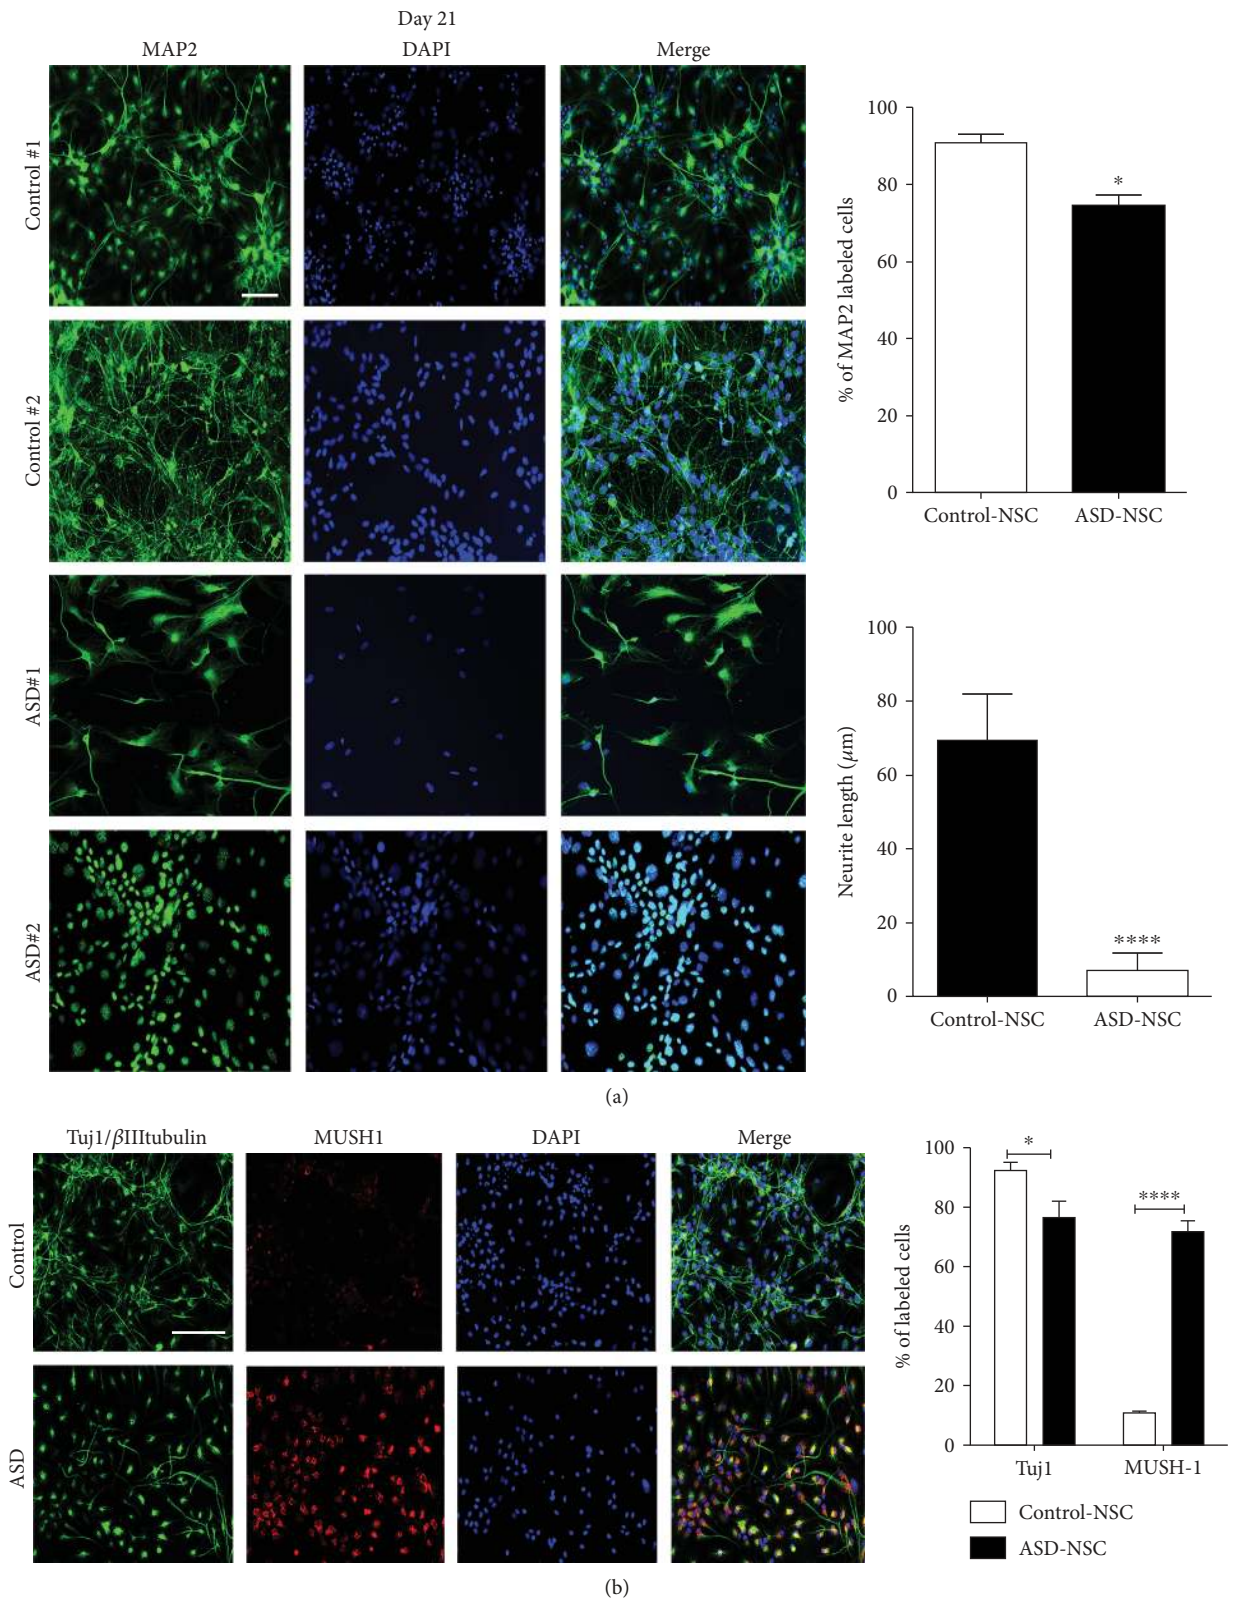 Day 21
MAP2 DAPI Merge
Control #1
Control #2
ASD#1
ASD#2
% of MAP2 labeled cells
100
80
60
40
20
0
*
Control-NSC ASD-NSC
Neurite length (μm)
100
80
60
40
20
0
****
Control-NSC ASD-NSC
(a)
Tuj1/βIIItubulin MUSH1 DAPI Merge
Control
ASD
% of labeled cells
100
80
60
40
20
0
*
****
Tuj1 MUSH-1
Control-NSC
ASD-NSC
(b)